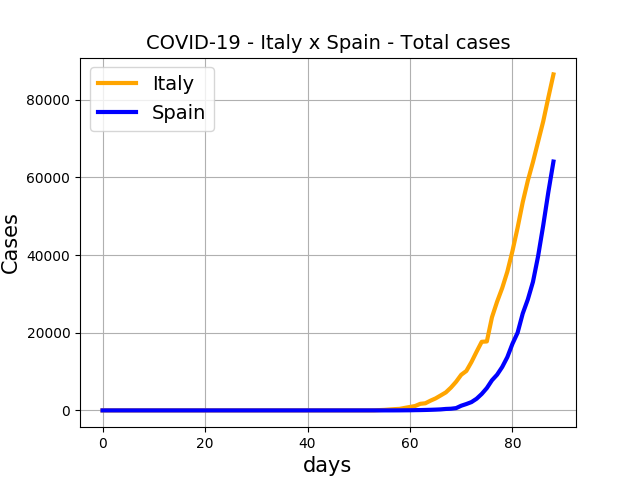 COVID-19 - Italy x Spain - Total cases
Italy
Spain
80000
60000
40000
20000
0
Cases
0 20 40 60 80
days